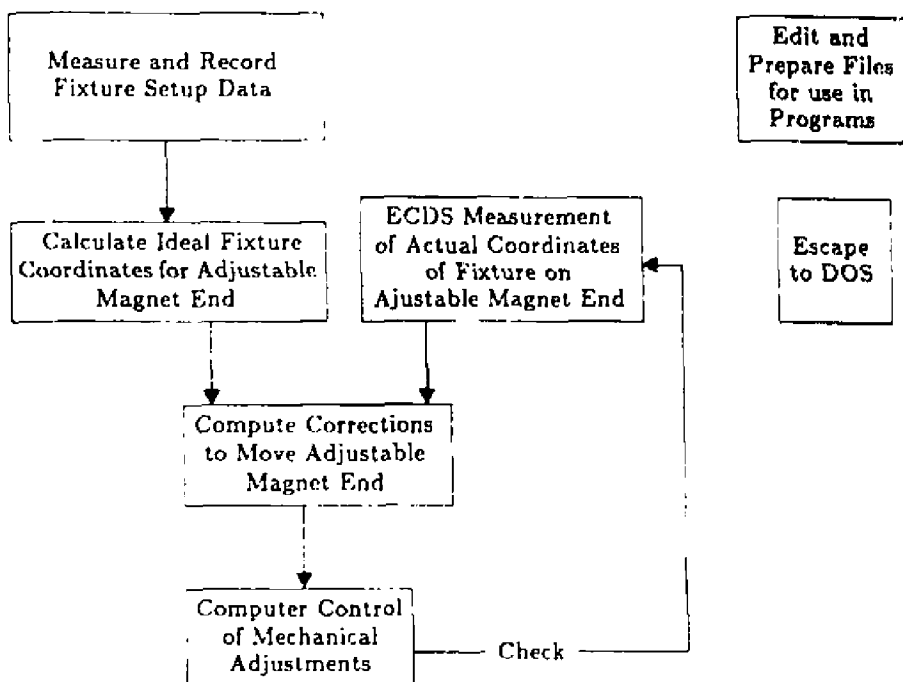 Measure and Record
Fixture Setup Data
Edit and
Prepare Files
for use in
Programs
Calculate Ideal Fixture
Coordinates for Adjustable
Magnet End
ECDS Measurement
of Actual Coordinates
of Fixture on
Ajustable Magnet End
Escape
to DOS
Compute Corrections
to Move Adjustable
Magnet End
Computer Control
of Mechanical
Adjustments
Check